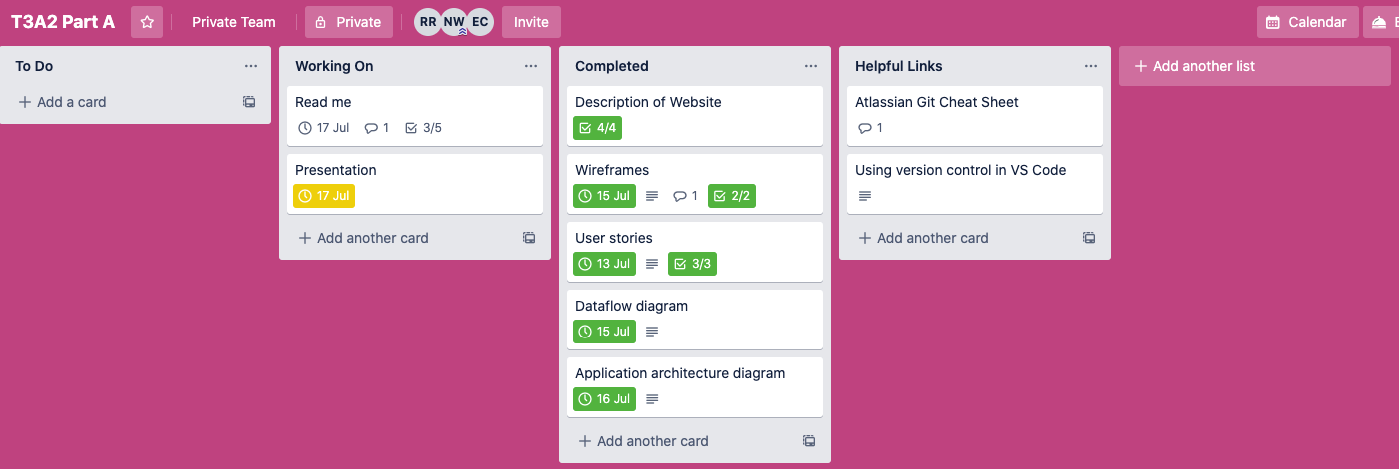 T3A2 Part A
Private Team
Private
RR NW EC
Invite
Calendar
To Do
Add a card
Working On
Read me
17 Jul 1 3/5
Presentation
17 Jul
Add another card
Completed
Description of Website
4/4
Wireframes
15 Jul 1 2/2
User stories
13 Jul 3/3
Dataflow diagram
15 Jul
Application architecture diagram
16 Jul
Add another card
Helpful Links
Atlassian Git Cheat Sheet
1
Using version control in VS Code
Add another card
Add another list